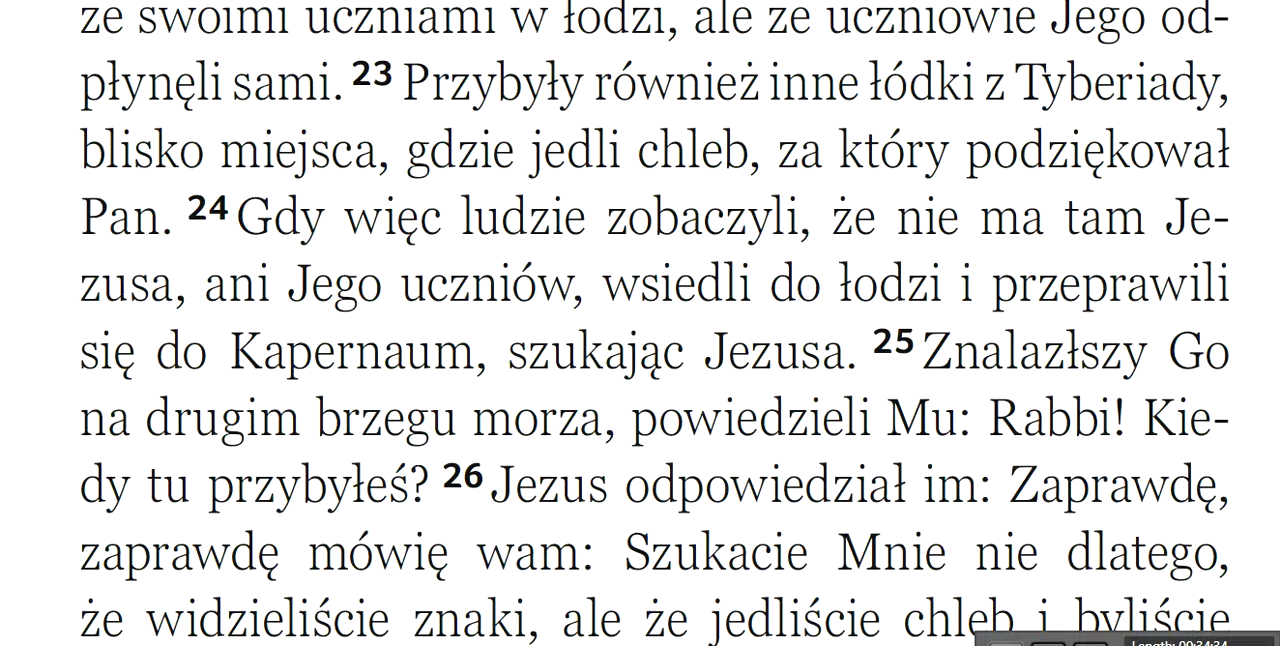 ze swoimi uczniami w łodzi, ale że uczniowie Jego od-
płynęli sami. 23 Przybyły również inne łódki z Tyberiady,
blisko miejsca, gdzie jedli chleb, za który podziękował
Pan. 24 Gdy więc ludzie zobaczyli, że nie ma tam Je-
zusa, ani Jego uczniów, wsiedli do łodzi i przeprawili
się do Kapernaum, szukając Jezusa. 25 Znalazłszy Go
na drugim brzegu morza, powiedzieli Mu: Rabbi! Kie-
dy tu przybyłeś? 26 Jezus odpowiedział im: Zaprawdę,
zaprawdę mówię wam: Szukacie Mnie nie dlatego,
że widzieliście znaki, ale że jedliście chleb i byliście
Length: 00:34:34